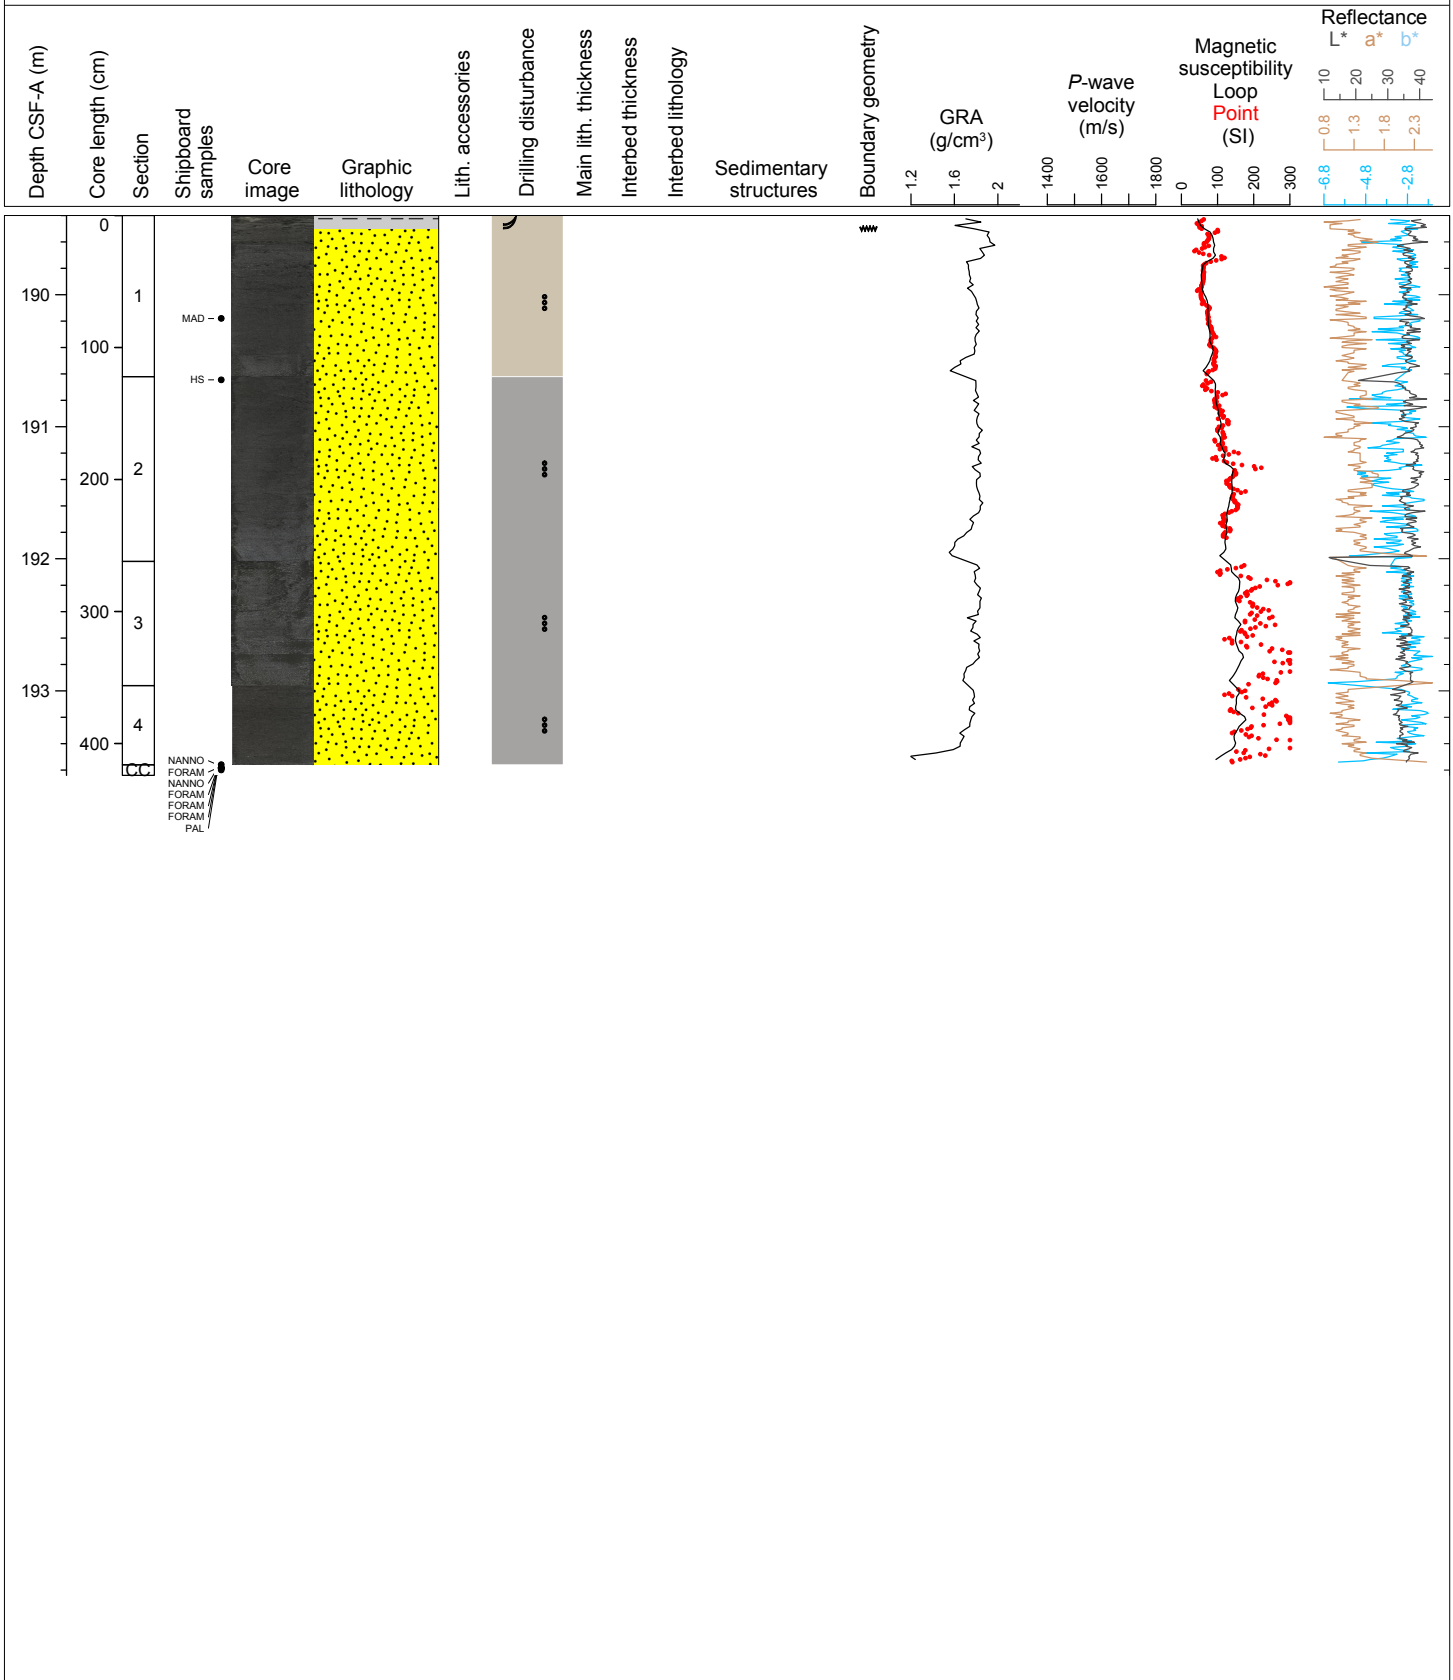 Depth CSF-A (m)
Core length (cm)
Section
Shipboard
samples
Core
image
Graphic
lithology
Lith. accessories
Drilling disturbance
Main lith. thickness
Interbed thickness
Interbed lithology
Sedimentary
structures
Boundary geometry
GRA
(g/cm³)
1.2 1.6 2
P-wave
velocity
(m/s)
1400 1600 1800
Magnetic
susceptibility
Loop
Point
(SI)
0 100 200 300
Reflectance
L* a* b*
10 20 30 40
0.8 1.3 1.8 2.3
-6.8 -4.8 -2.8
0
190
1
MAD
100
HS
191
2
200
192
300
3
193
4
400
CC
NANNO
FORAM
NANNO
FORAM
FORAM
FORAM
PAL